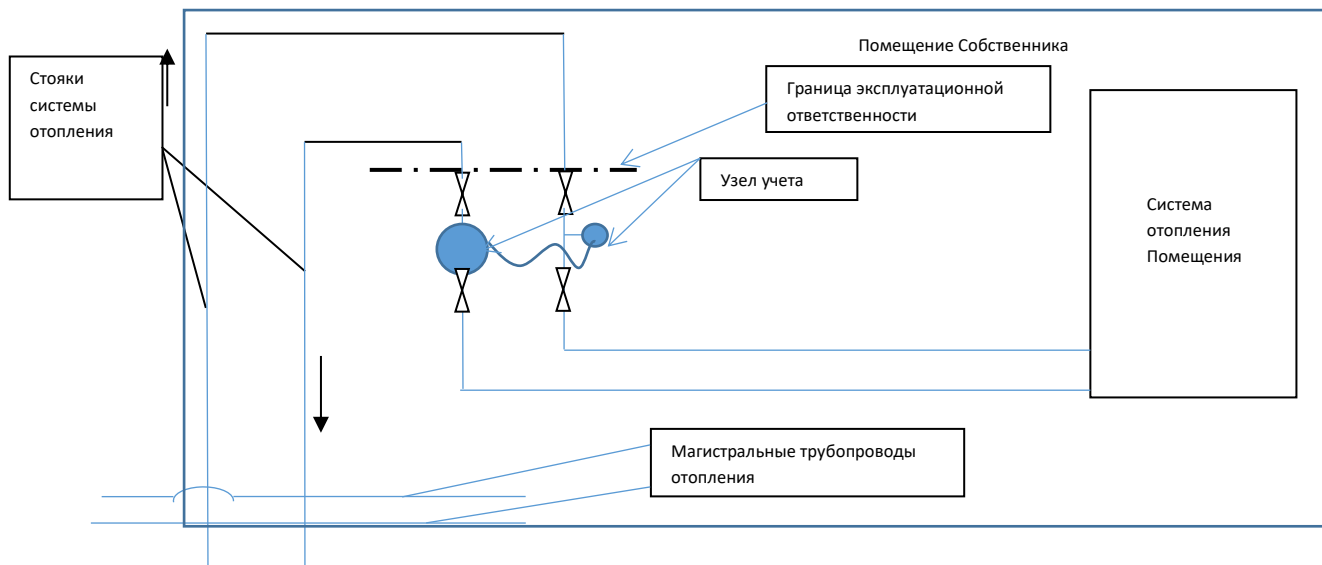 Помещение Собственника
Стояки
системы
отопления
Граница эксплуатационной
ответственности
Узел учета
Система
отопления
Помещения
Магистральные трубопроводы
отопления